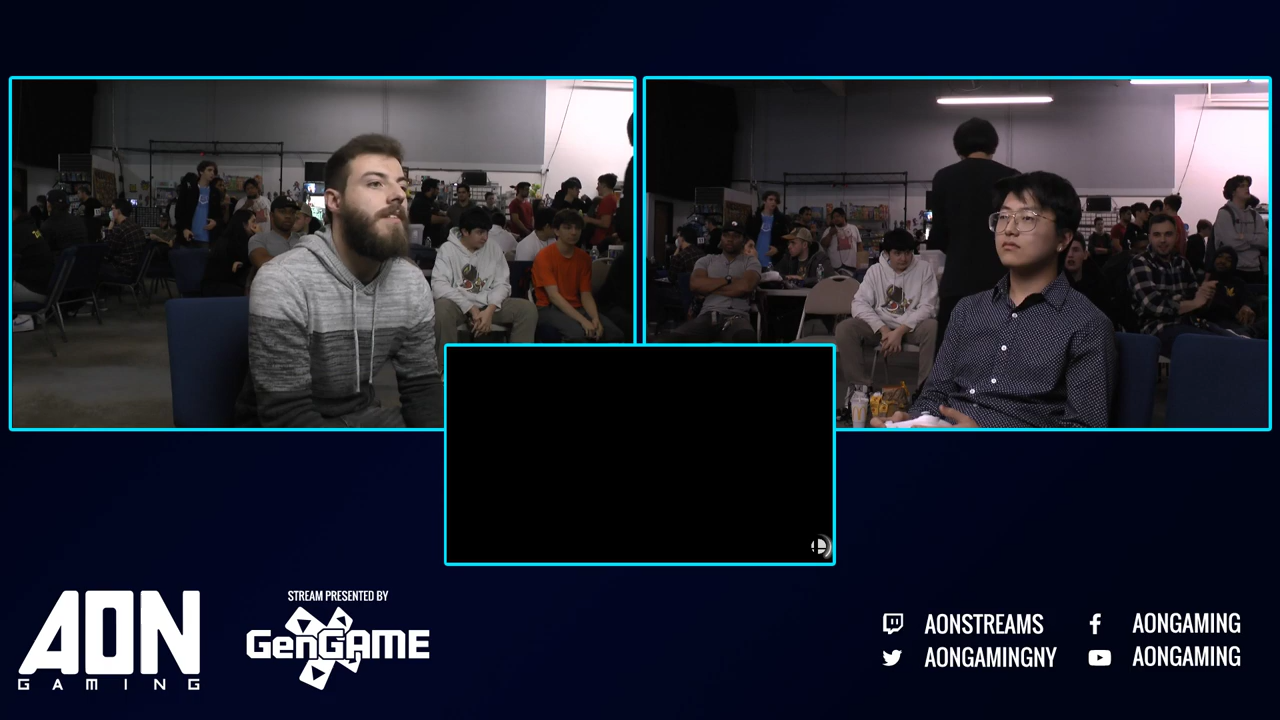 AON
GAMING
STREAM PRESENTED BY
GenGAME
AONSTREAMS
AONGAMING
AONGAMINGNY
AONGAMING